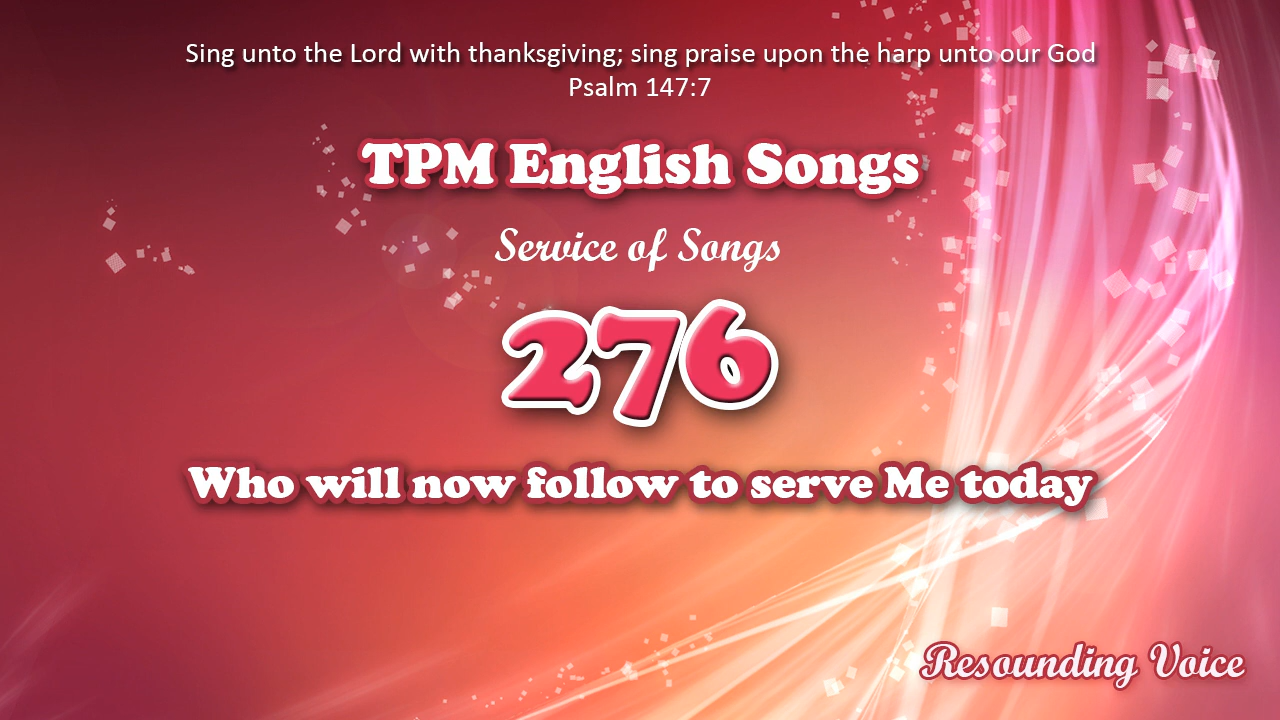 Sing unto the Lord with thanksgiving; sing praise upon the harp unto our God
Psalm 147:7
TPM English Songs
Service of Songs
276
Who will now follow to serve Me today
Resounding Voice